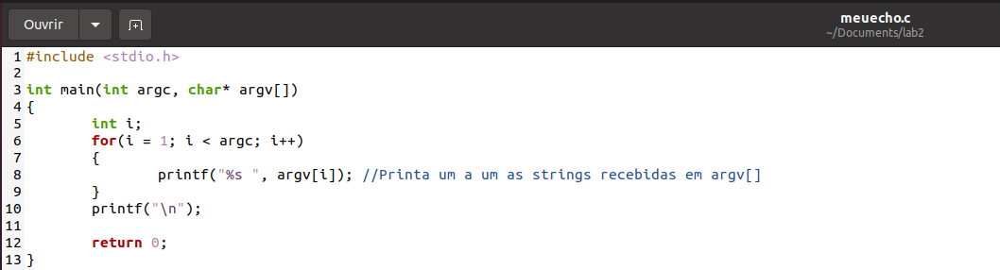 Ouvrir
meuecho.c
~/Documents/lab2
1 #include <stdio.h>
2
3 int main(int argc, char* argv[])
4 {
5         int i;
6         for(i = 1; i < argc; i++)
7         {
8                 printf("%s ", argv[i]); //Printa um a um as strings recebidas em argv[]
9         }
10         printf("\n");
11
12         return 0;
13 }